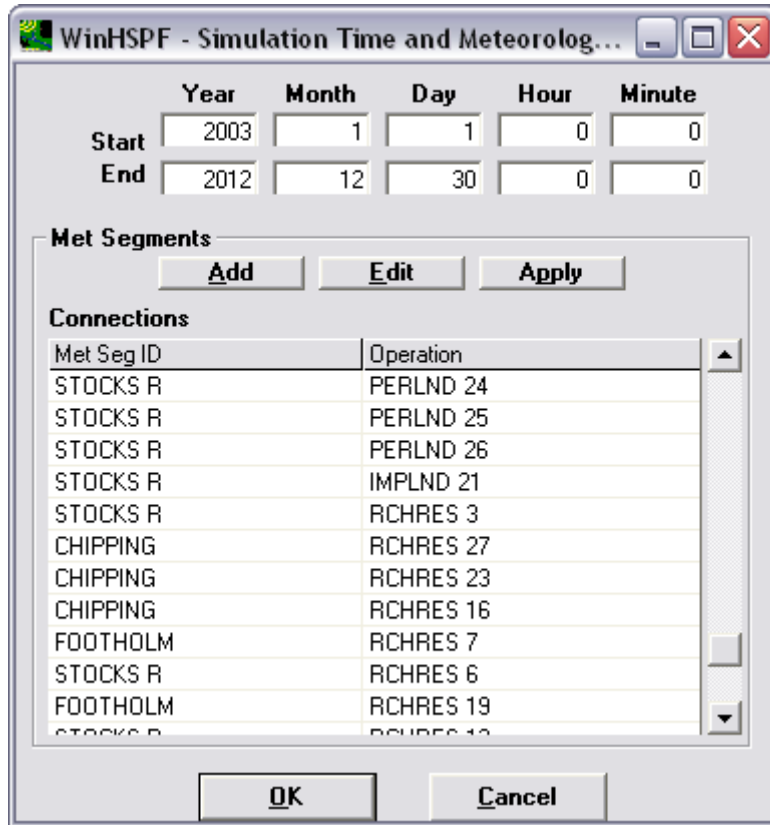 WinHSPF - Simulation Time and Meteorolog...
Year Month Day Hour Minute
Start 2003 1 1 0 0
End 2012 12 30 0 0
Met Segments
Add Edit Apply
Connections
Met Seg ID Operation
STOCKS R PERLND 24
STOCKS R PERLND 25
STOCKS R PERLND 26
STOCKS R IMPLND 21
STOCKS R RCHRES 3
CHIPPING RCHRES 27
CHIPPING RCHRES 23
CHIPPING RCHRES 16
FOOTHOLM RCHRES 7
STOCKS R RCHRES 6
FOOTHOLM RCHRES 19
STOCKS R RCHRES
OK Cancel